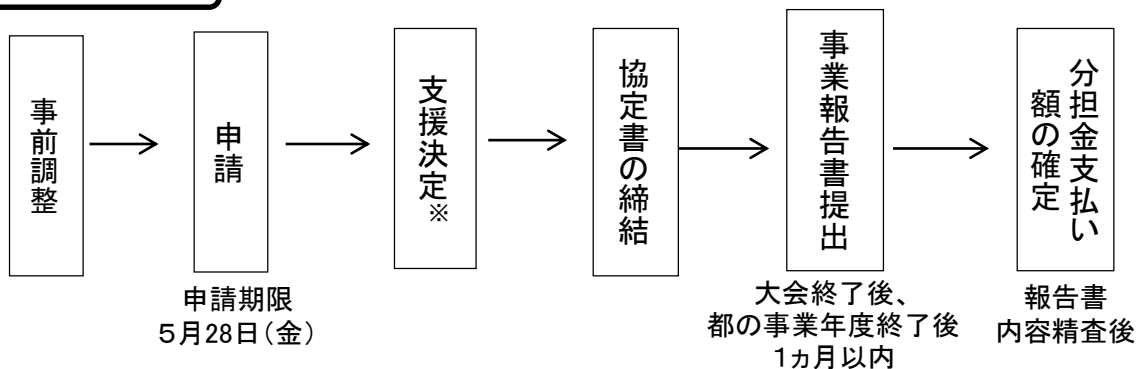 事前調整
申請
申請期限
5月28日（金）
支援決定※
協定書の締結
事業報告書提出
大会終了後、
都の事業年度終了後
1ヵ月以内
分担金支払い
額の確定
報告書
内容精査後